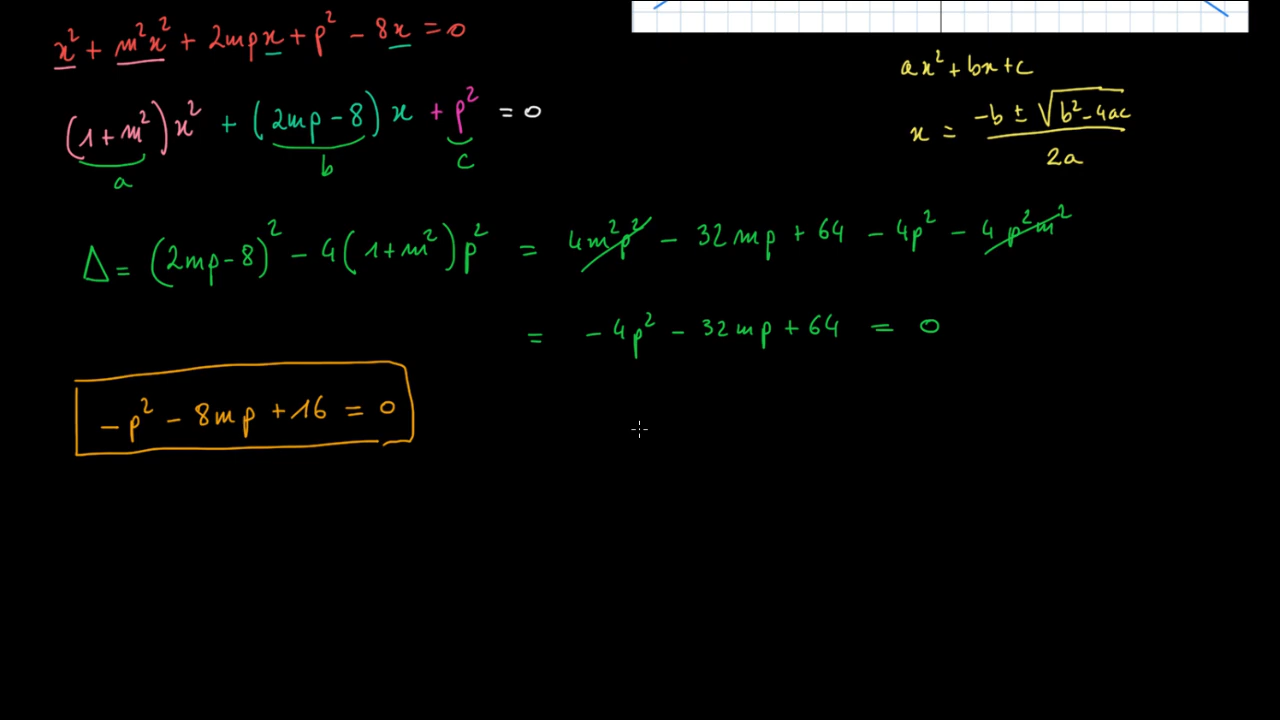 x² + m²x² + 2mpx + p² - 8x = 0
ax² + bx + c
(1+m²)x² + (2mp-8)x + p² = 0
x = (-b ± √(b²-4ac)) / 2a
a b c
Δ = (2mp-8)² - 4(1+m²)p² = 4m²p² - 32mp + 64 - 4p² - 4p²m²
= -4p² - 32mp + 64 = 0
-p² - 8mp + 16 = 0